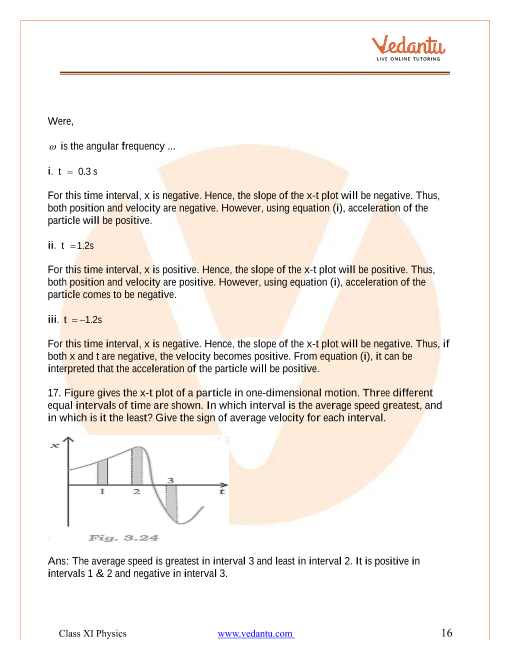 Vedantu
LIVE ONLINE TUTORING
Were,
ω is the angular frequency ...
i. t = 0.3 s
For this time interval, x is negative. Hence, the slope of the x-t plot will be negative. Thus,
both position and velocity are negative. However, using equation (i), acceleration of the
particle will be positive.
ii. t =1.2s
For this time interval, x is positive. Hence, the slope of the x-t plot will be positive. Thus,
both position and velocity are positive. However, using equation (i), acceleration of the
particle comes to be negative.
iii. t = –1.2s
For this time interval, x is negative. Hence, the slope of the x-t plot will be negative. Thus, if
both x and t are negative, the velocity becomes positive. From equation (i), it can be
interpreted that the acceleration of the particle will be positive.
17. Figure gives the x-t plot of a particle in one-dimensional motion. Three different
equal intervals of time are shown. In which interval is the average speed greatest, and
in which is it the least? Give the sign of average velocity for each interval.
x
3
1 2 t
Fig. 3.24
Ans: The average speed is greatest in interval 3 and least in interval 2. It is positive in
intervals 1 & 2 and negative in interval 3.
Class XI Physics www.vedantu.com 16